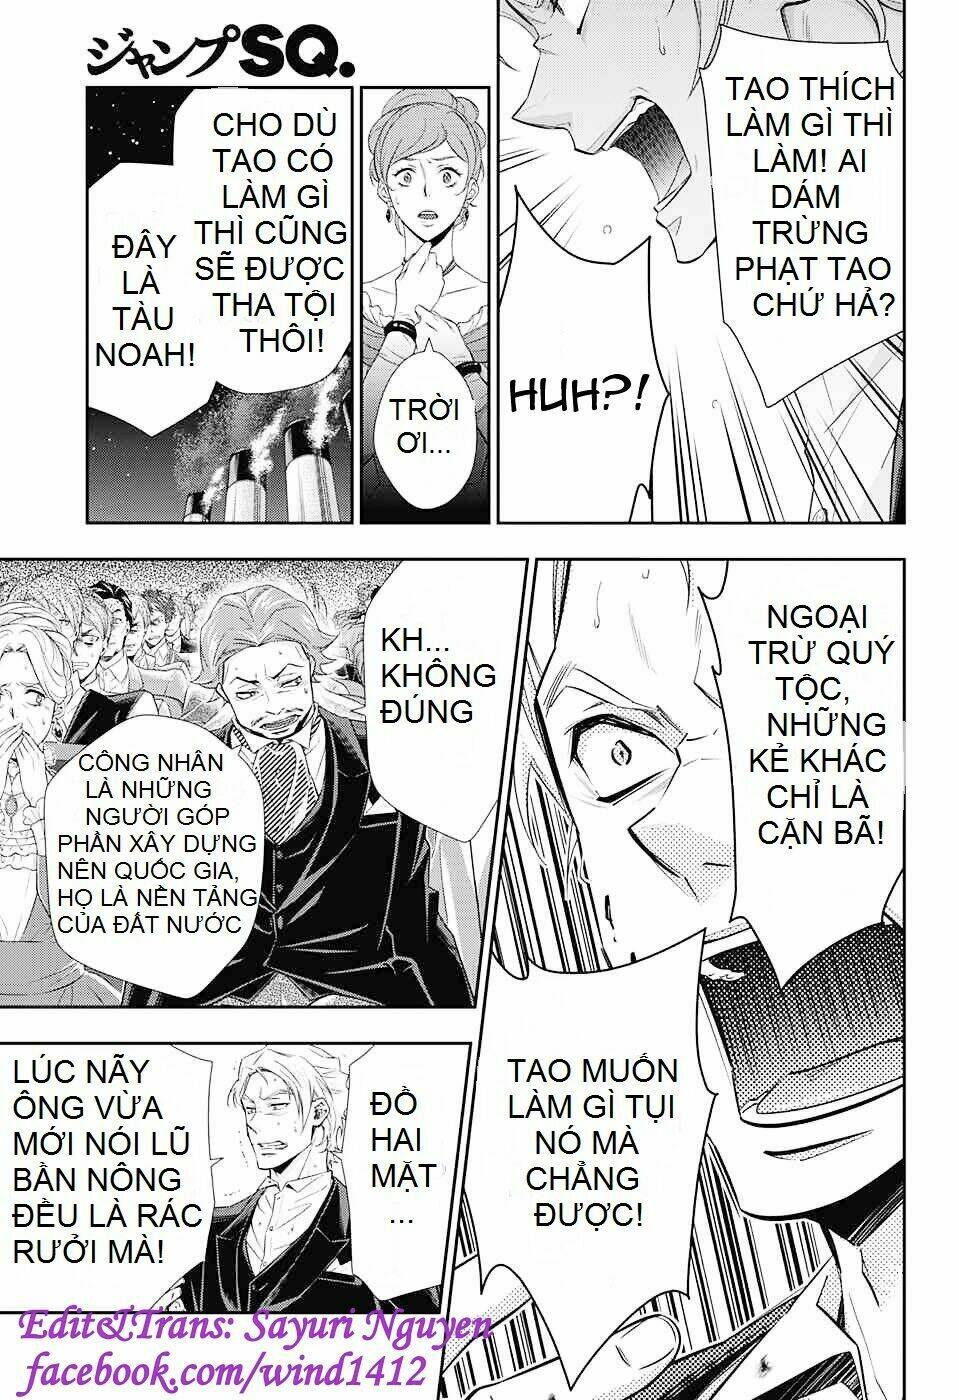 ジャンプSQ.
TAO THÍCH
LÀM GÌ THÌ
LÀM! AI
DÁM
TRỪNG
PHẠT TAO
CHỨ HẢ?
HUH?!
TRỜI
ƠI...
CHO DÙ
TAO CÓ
LÀM GÌ
THÌ CŨNG
SẼ ĐƯỢC
THA TỘI
THÔI!
ĐÂY
LÀ
TÀU
NOAH!
NGOẠI
TRỪ QUÝ
TỘC,
NHỮNG
KẺ KHÁC
CHỈ LÀ
CẶN BÃ!
KH...
KHÔNG
ĐÚNG
CÔNG NHÂN
LÀ NHỮNG
NGƯỜI GÓP
PHẦN XÂY DỰNG
NÊN QUỐC GIA,
HỌ LÀ NỀN TẢNG
CỦA ĐẤT NƯỚC
TAO MUỐN
LÀM GÌ TỤI
NÓ MÀ
CHẲNG
ĐƯỢC!
ĐỒ
HAI
MẶT
...
LÚC NÃY
ÔNG VỪA
MỚI NÓI LŨ
BẦN NÔNG
ĐỀU LÀ RÁC
RƯỞI MÀ!
Edit&Trans: Sayuri Nguyen
facebook.com/wind1412